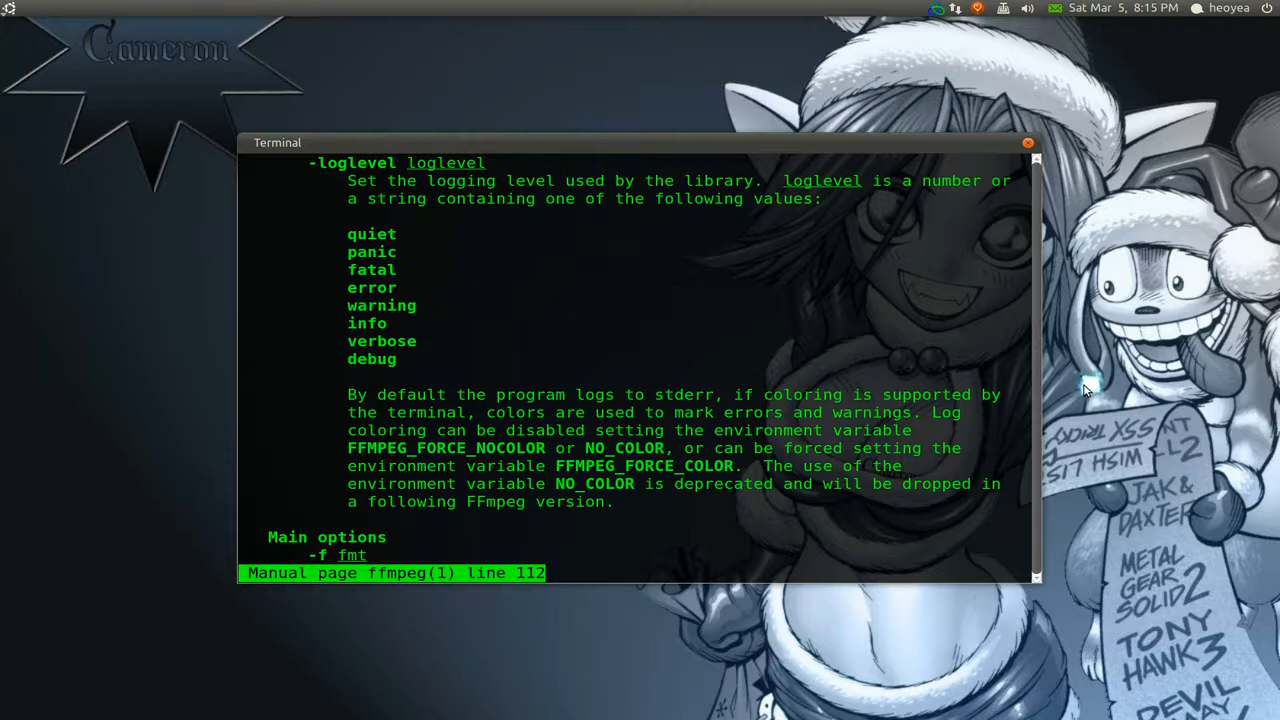 Sat Mar 5, 8:15 PM
heoyea
Cameron
Terminal
-loglevel loglevel
Set the logging level used by the library.  loglevel is a number or
a string containing one of the following values:
quiet
panic
fatal
error
warning
info
verbose
debug
By default the program logs to stderr, if coloring is supported by
the terminal, colors are used to mark errors and warnings. Log
coloring can be disabled setting the environment variable
FFMPEG_FORCE_NOCOLOR or NO_COLOR, or can be forced setting the
environment variable FFMPEG_FORCE_COLOR.  The use of the
environment variable NO_COLOR is deprecated and will be dropped in
a following FFmpeg version.
Main options
-f fmt
Manual page ffmpeg(1) line 112
SSX TRICKY
WISH LIS
JAK &
DAXTER
METAL
GEAR
SOLID 2
TONY
HAWK 3
DEVIL